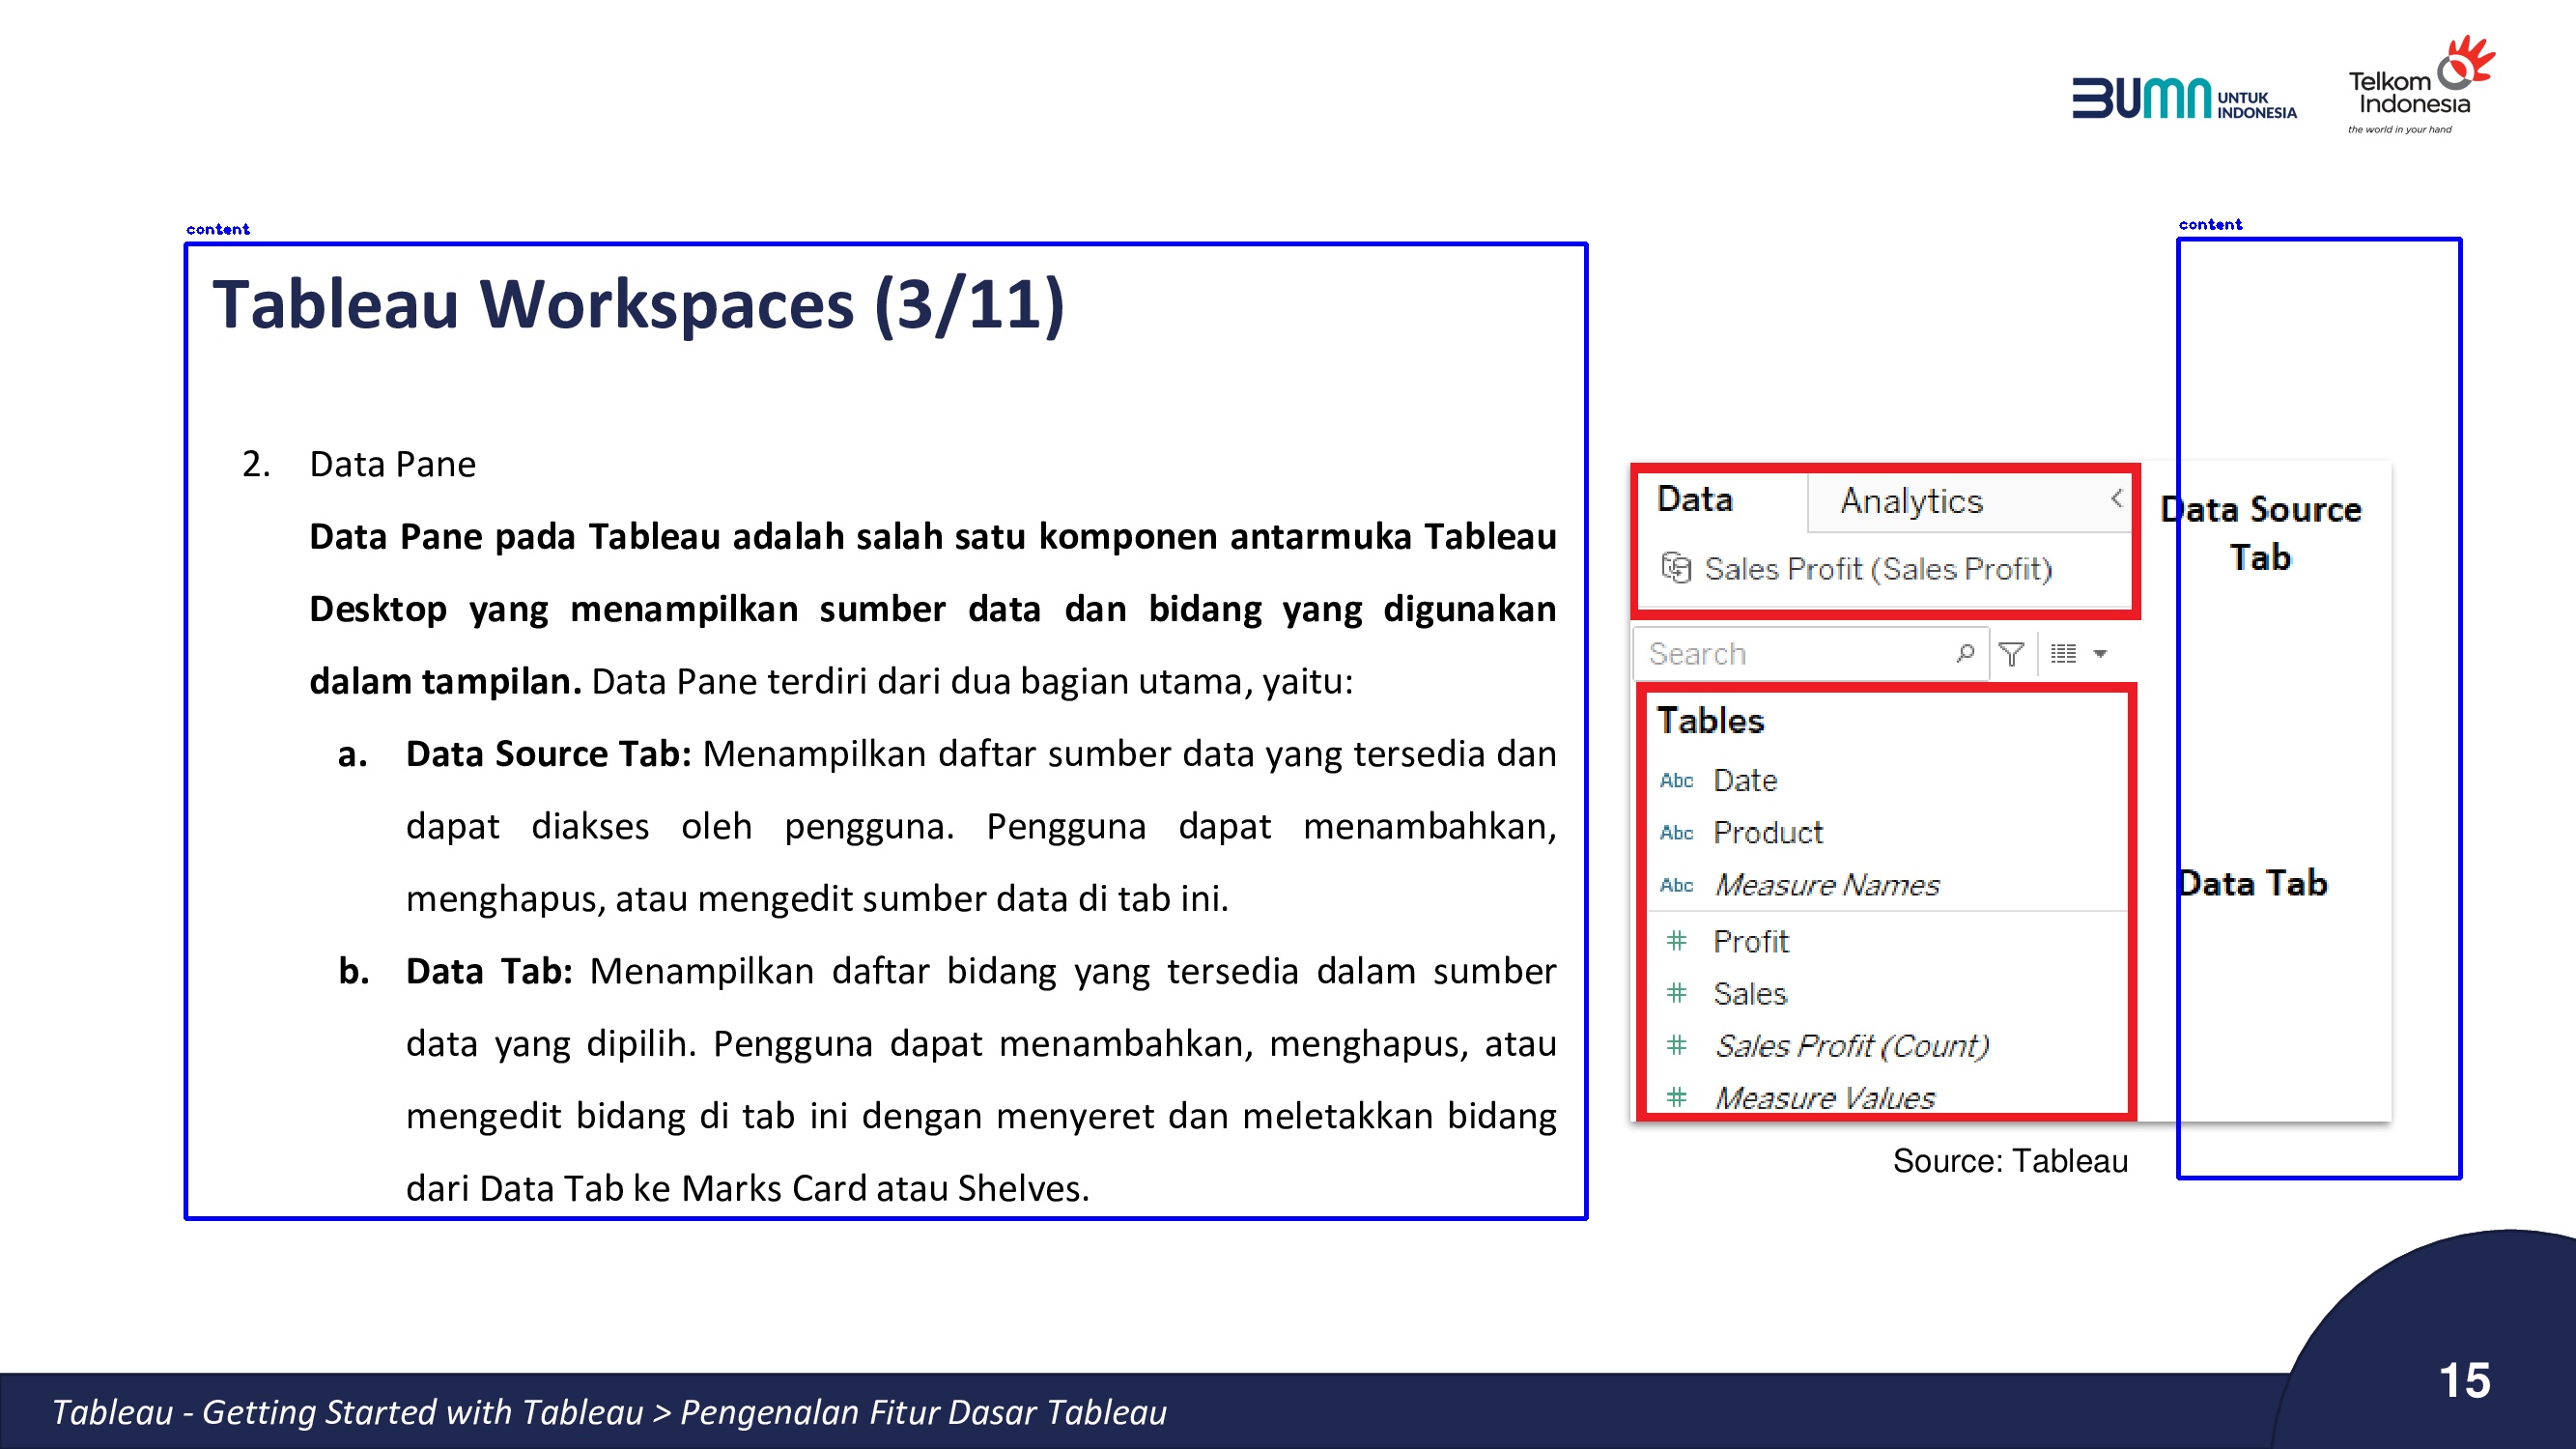 BUMN UNTUK
INDONESIA
Telkom
Indonesia
the world in your hand
content
content
Tableau Workspaces (3/11)
2. Data Pane
Data Pane pada Tableau adalah salah satu komponen antarmuka Tableau
Desktop yang menampilkan sumber data dan bidang yang digunakan
dalam tampilan. Data Pane terdiri dari dua bagian utama, yaitu:
a. Data Source Tab: Menampilkan daftar sumber data yang tersedia dan
dapat diakses oleh pengguna. Pengguna dapat menambahkan,
menghapus, atau mengedit sumber data di tab ini.
b. Data Tab: Menampilkan daftar bidang yang tersedia dalam sumber
data yang dipilih. Pengguna dapat menambahkan, menghapus, atau
mengedit bidang di tab ini dengan menyeret dan meletakkan bidang
dari Data Tab ke Marks Card atau Shelves.
Data Analytics <
Sales Profit (Sales Profit)
Search
Tables
Abc Date
Abc Product
Abc Measure Names
# Profit
# Sales
# Sales Profit (Count)
# Measure Values
Data Source
Tab
Data Tab
Source: Tableau
Tableau - Getting Started with Tableau > Pengenalan Fitur Dasar Tableau
15